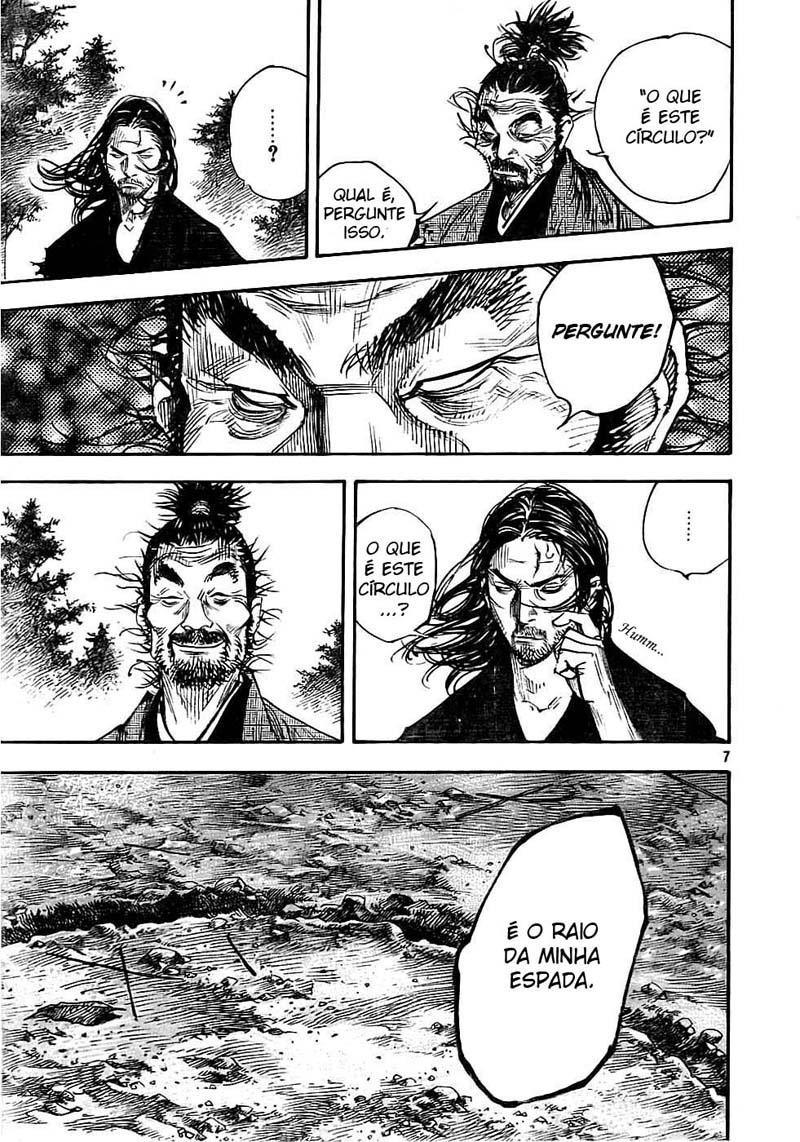 "O QUE
É ESTE
CÍRCULO?"
QUAL É,
PERGUNTE
ISSO.
......
?
PERGUNTE!
......
Humm...
O QUE
É ESTE
CÍRCULO
...?
7
É O RAIO
DA MINHA
ESPADA.